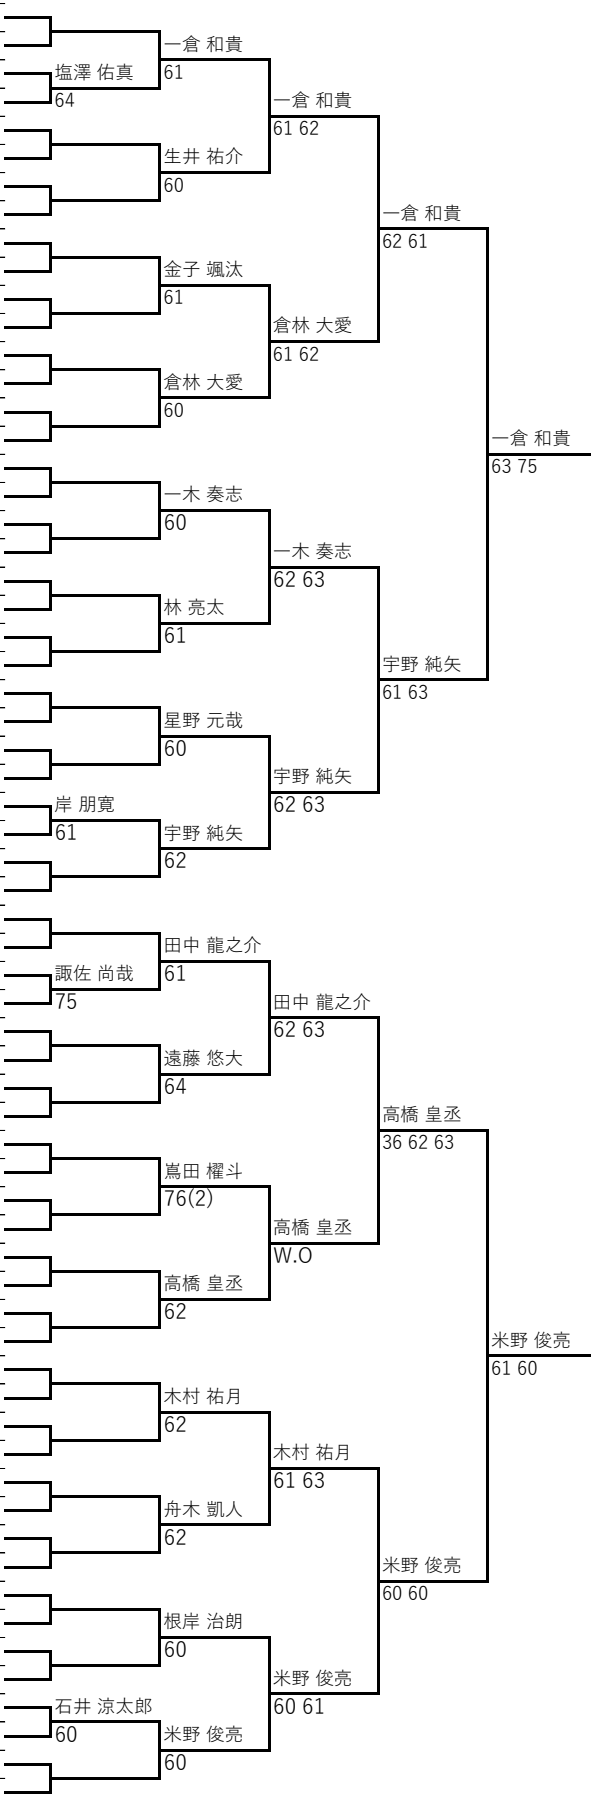 一倉 和貴
塩澤 佑真
61
64
一倉 和貴
61 62
生井 祐介
60
一倉 和貴
62 61
金子 颯汰
61
倉林 大愛
61 62
倉林 大愛
60
一倉 和貴
63 75
一木 奏志
60
一木 奏志
62 63
林 亮太
61
宇野 純矢
61 63
星野 元哉
60
宇野 純矢
62 63
岸 朋寛
61
宇野 純矢
62
田中 龍之介
諏佐 尚哉
61
75
田中 龍之介
62 63
遠藤 悠大
64
高橋 皇丞
36 62 63
嶌田 櫂斗
76(2)
高橋 皇丞
W.O
高橋 皇丞
62
米野 俊亮
61 60
木村 祐月
62
木村 祐月
61 63
舟木 凱人
62
米野 俊亮
60 60
根岸 治朗
60
米野 俊亮
60 61
石井 涼太郎
60
米野 俊亮
60